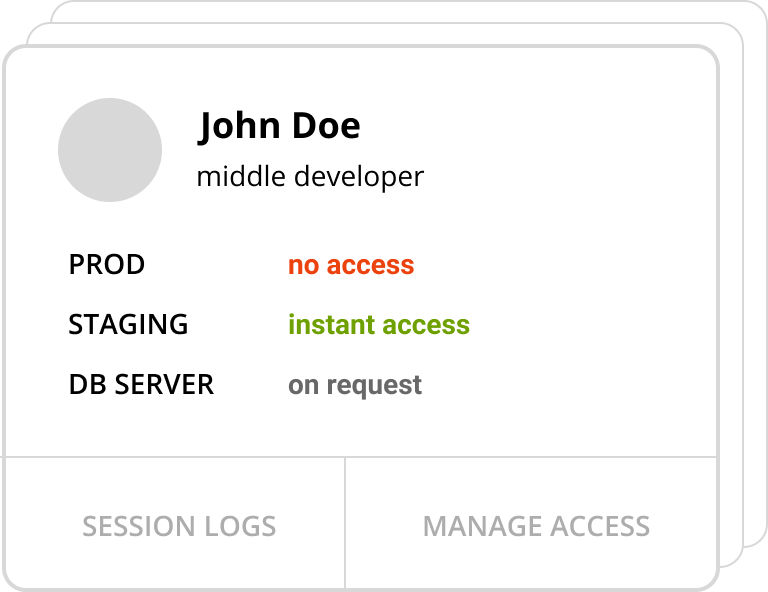 John Doe
middle developer
PROD no access
STAGING instant access
DB SERVER on request
SESSION LOGS MANAGE ACCESS